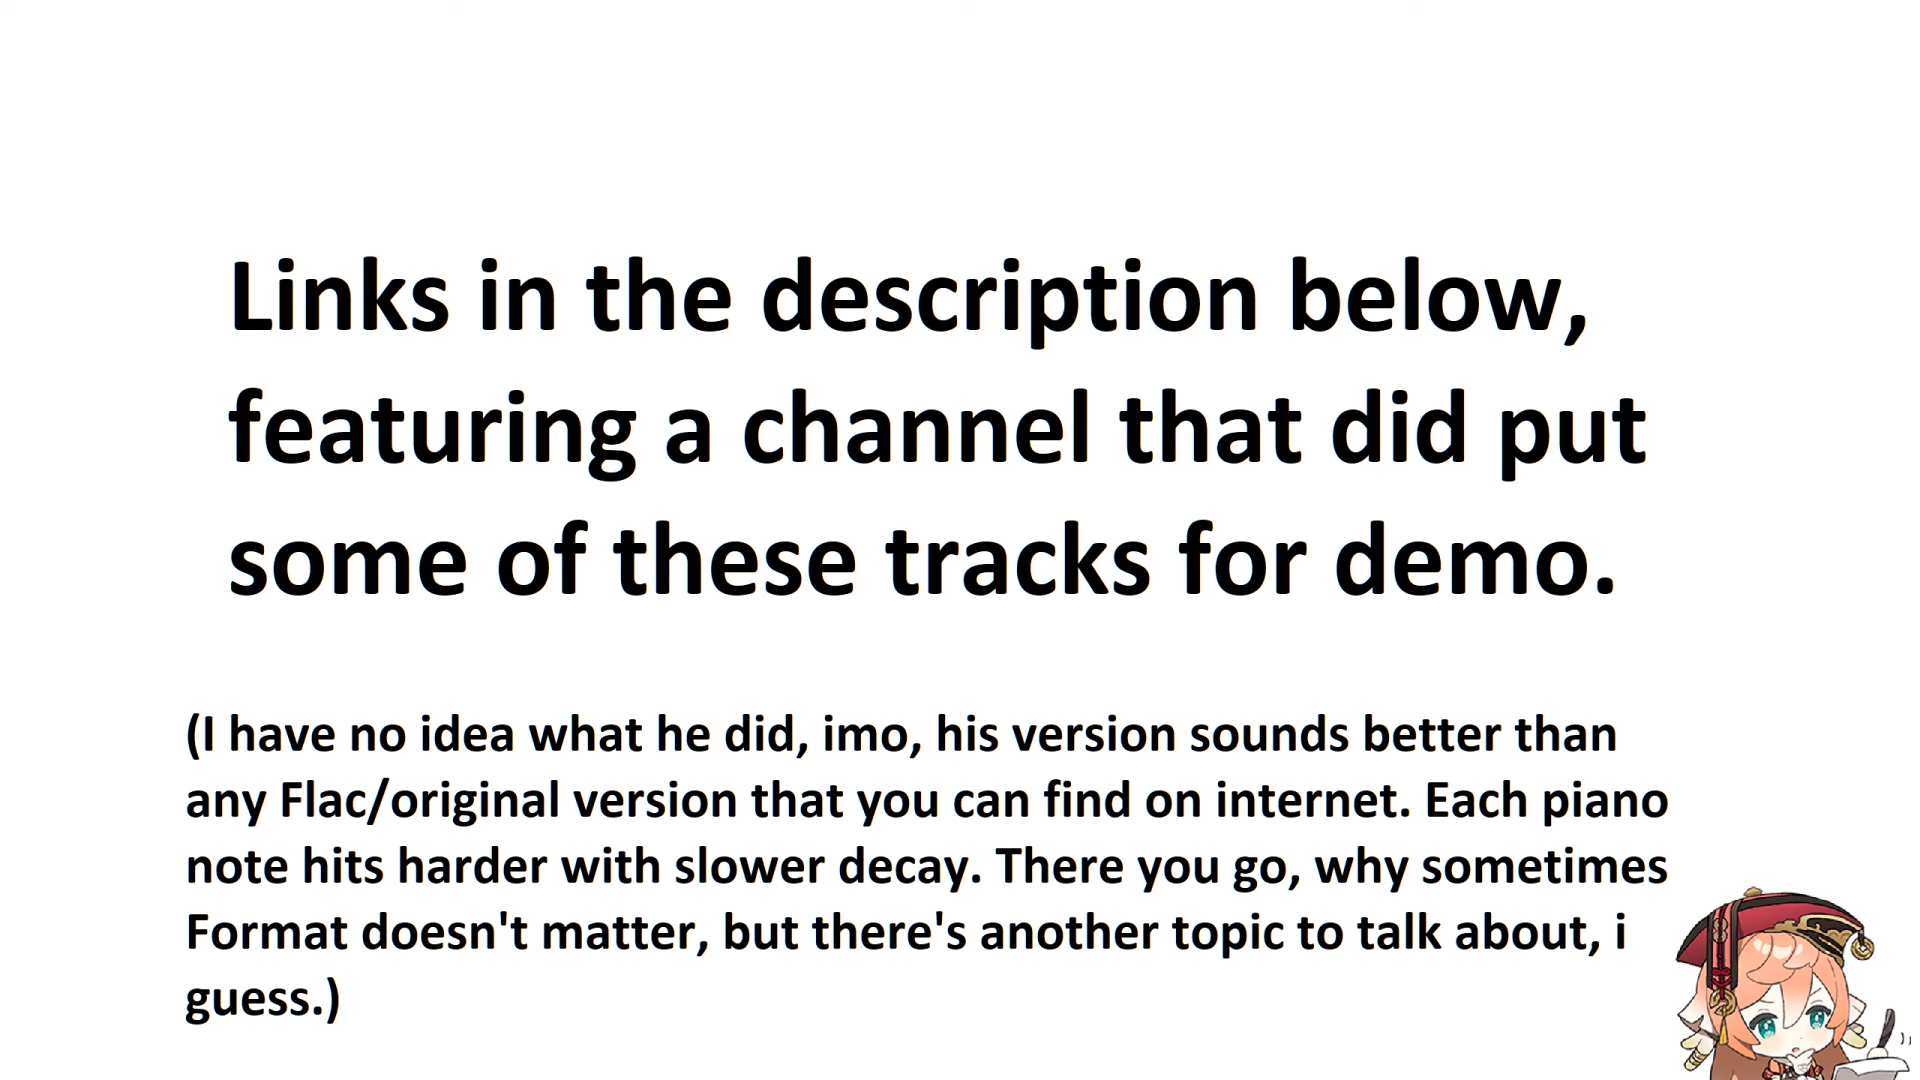 Links in the description below,
featuring a channel that did put
some of these tracks for demo.
(I have no idea what he did, imo, his version sounds better than
any Flac/original version that you can find on internet. Each piano
note hits harder with slower decay. There you go, why sometimes
Format doesn't matter, but there's another topic to talk about, i
guess.)